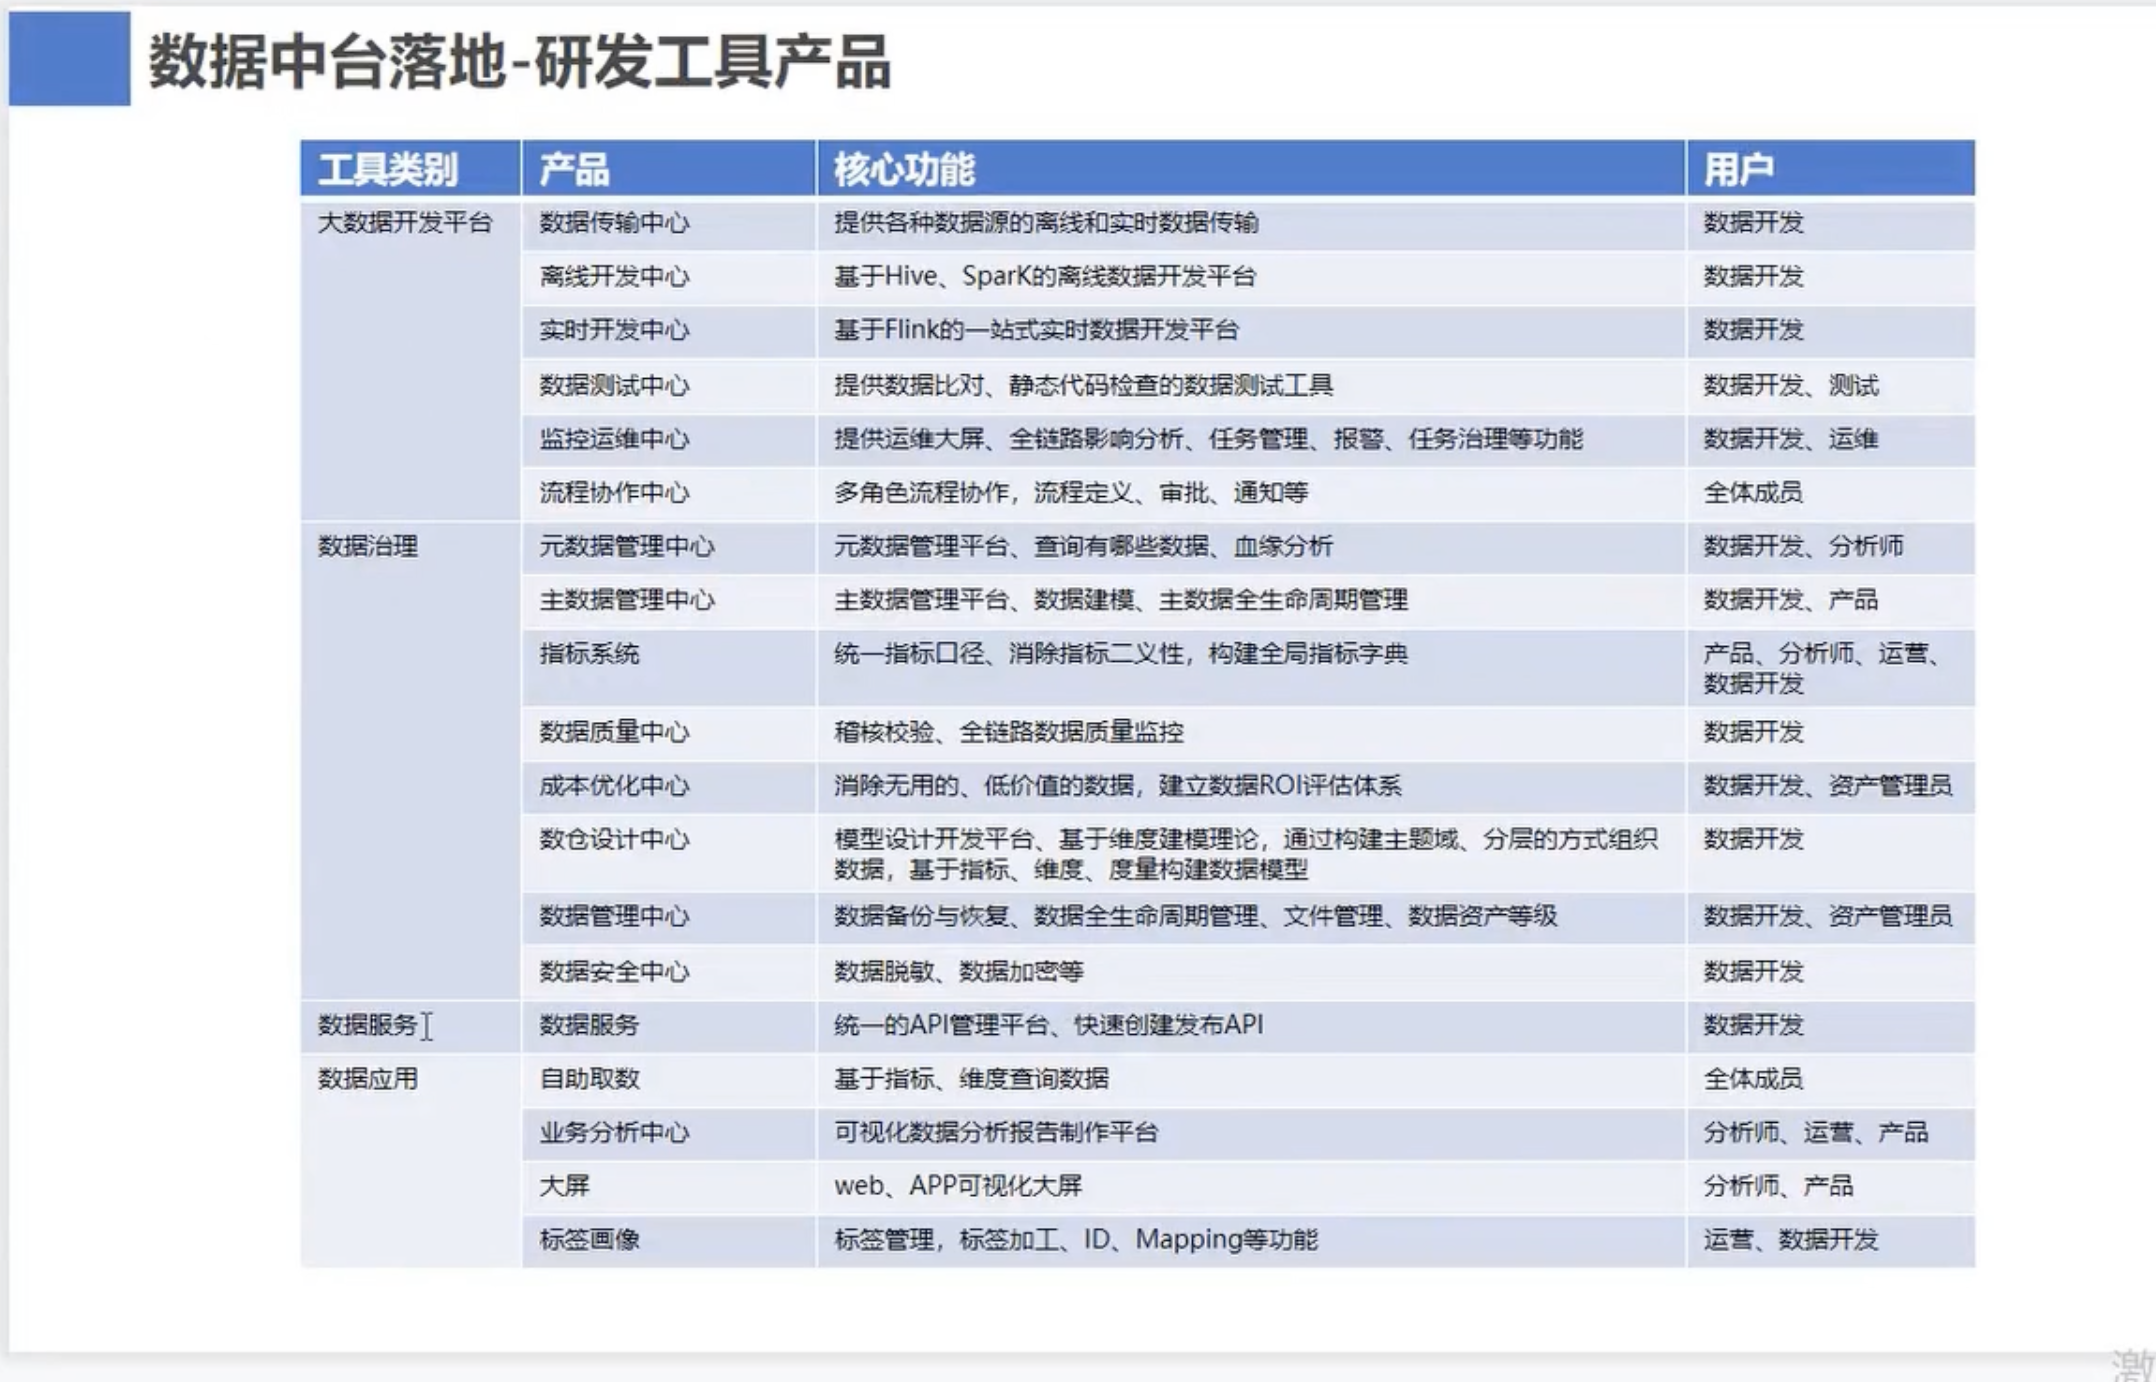 数据中台落地-研发工具产品
工具类别 产品 核心功能 用户
大数据开发平台 数据传输中心 提供各种数据源的离线和实时数据传输 数据开发
离线开发中心 基于Hive、SparK的离线数据开发平台 数据开发
实时开发中心 基于Flink的一站式实时数据开发平台 数据开发
数据测试中心 提供数据比对、静态代码检查的数据测试工具 数据开发、测试
监控运维中心 提供运维大屏、全链路影响分析、任务管理、报警、任务治理等功能 数据开发、运维
流程协作中心 多角色流程协作，流程定义、审批、通知等 全体成员
数据治理 元数据管理中心 元数据管理平台、查询有哪些数据、血缘分析 数据开发、分析师
主数据管理中心 主数据管理平台、数据建模、主数据全生命周期管理 数据开发、产品
指标系统 统一指标口径、消除指标二义性，构建全局指标字典 产品、分析师、运营、
数据开发
数据质量中心 稽核校验、全链路数据质量监控 数据开发
成本优化中心 消除无用的、低价值的数据，建立数据ROI评估体系 数据开发、资产管理员
数仓设计中心 模型设计开发平台、基于维度建模理论，通过构建主题域、分层的方式组织 数据开发
数据，基于指标、维度、度量构建数据模型
数据管理中心 数据备份与恢复、数据全生命周期管理、文件管理、数据资产等级 数据开发、资产管理员
数据安全中心 数据脱敏、数据加密等 数据开发
数据服务 数据服务 统一的API管理平台、快速创建发布API 数据开发
数据应用 自助取数 基于指标、维度查询数据 全体成员
业务分析中心 可视化数据分析报告制作平台 分析师、运营、产品
大屏 web、APP可视化大屏 分析师、产品
标签画像 标签管理，标签加工、ID、Mapping等功能 运营、数据开发
激